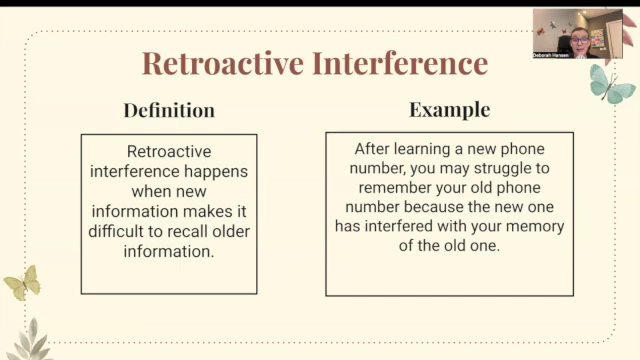 Retroactive Interference
Deborah Hansen
Definition
Retroactive
interference happens
when new
information makes it
difficult to recall older
information.
Example
After learning a new phone
number, you may struggle to
remember your old phone
number because the new one
has interfered with your memory
of the old one.